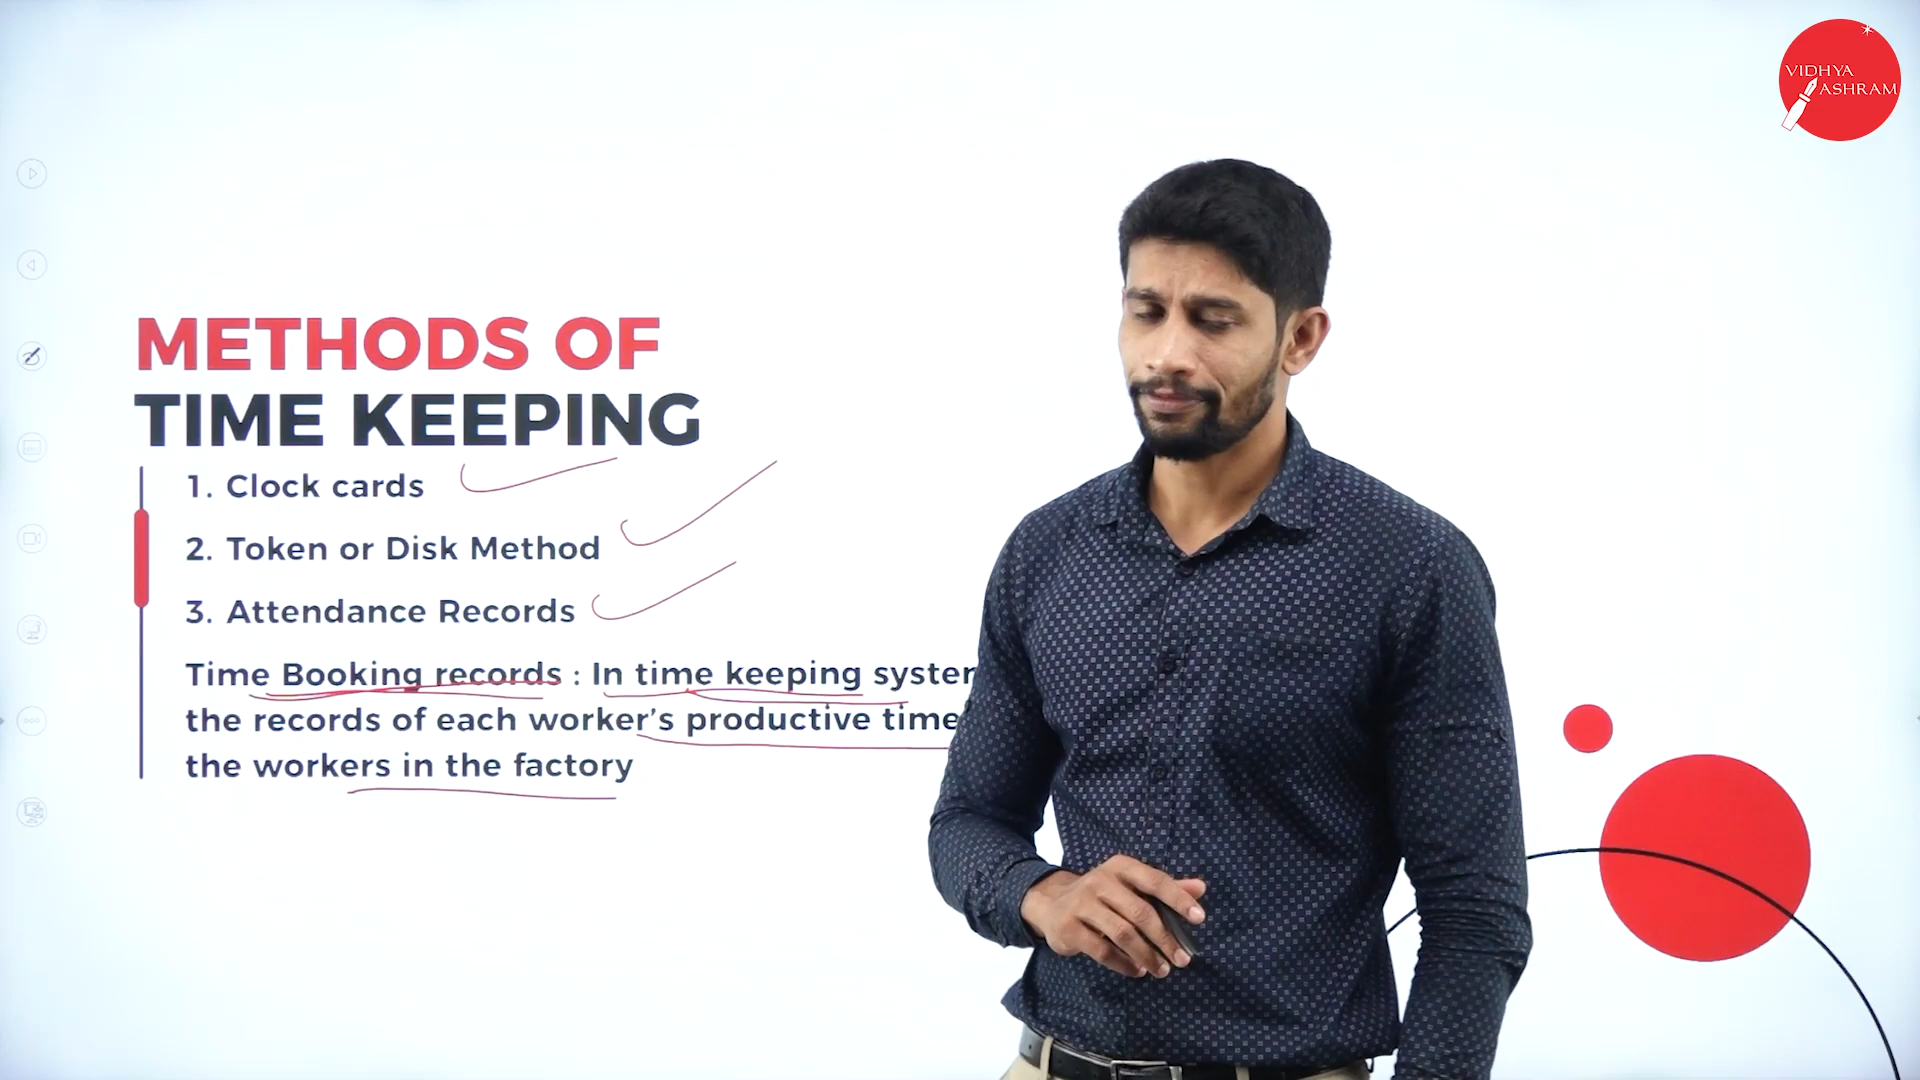 VIDHYA
ASHRAM
METHODS OF
TIME KEEPING
1. Clock cards
2. Token or Disk Method
3. Attendance Records
Time Booking records : In time keeping
the records of each worker's productive time
the workers in the factory